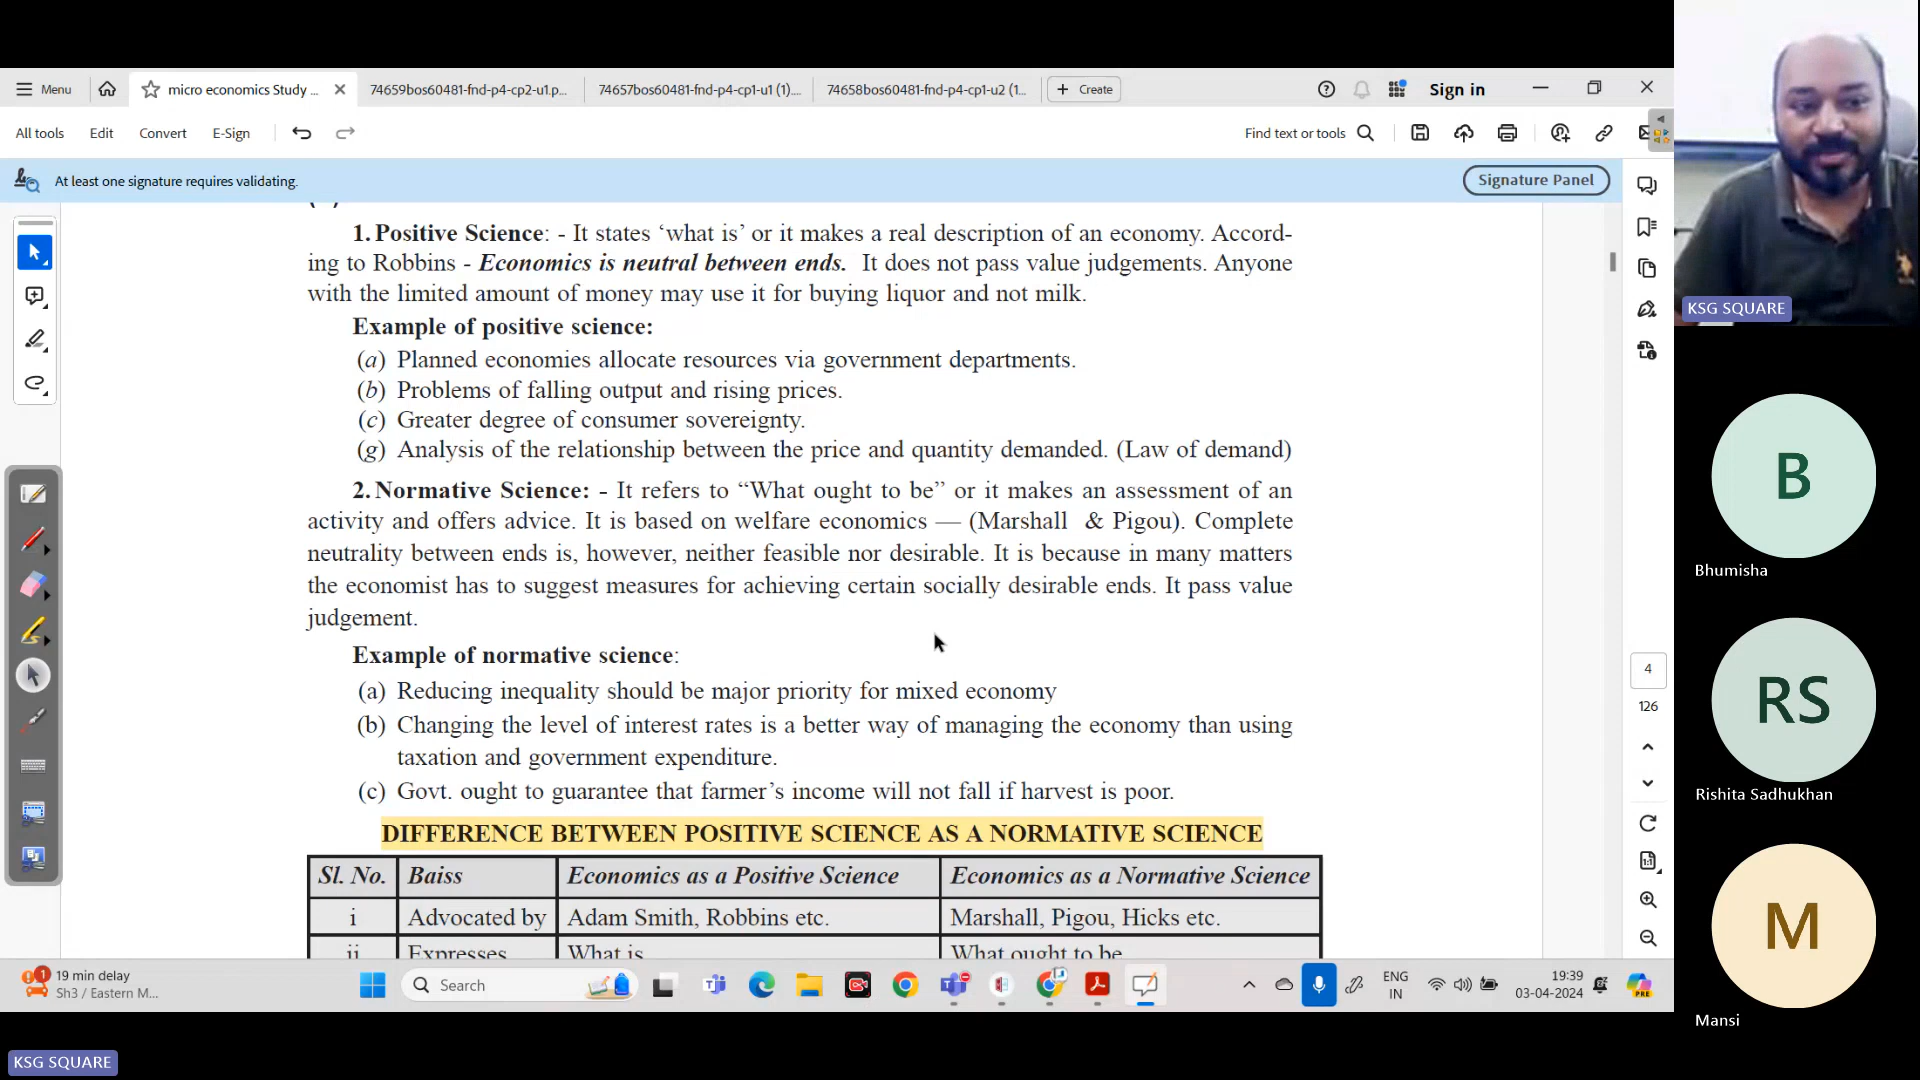 Menu
micro economics Study ...
74659bos60481-fnd-p4-cp2-u1.p...
74657bos60481-fnd-p4-cp1-u1 (1)....
74658bos60481-fnd-p4-cp1-u2 (1...
+ Create
Sign in
All tools
Edit
Convert
E-Sign
Find text or tools
At least one signature requires validating.
Signature Panel
1. Positive Science: - It states ‘what is’ or it makes a real description of an economy. Accord-
ing to Robbins - Economics is neutral between ends. It does not pass value judgements. Anyone
with the limited amount of money may use it for buying liquor and not milk.
Example of positive science:
(a) Planned economies allocate resources via government departments.
(b) Problems of falling output and rising prices.
(c) Greater degree of consumer sovereignty.
(g) Analysis of the relationship between the price and quantity demanded. (Law of demand)
2. Normative Science: - It refers to “What ought to be” or it makes an assessment of an
activity and offers advice. It is based on welfare economics — (Marshall & Pigou). Complete
neutrality between ends is, however, neither feasible nor desirable. It is because in many matters
the economist has to suggest measures for achieving certain socially desirable ends. It pass value
judgement.
Example of normative science:
(a) Reducing inequality should be major priority for mixed economy
(b) Changing the level of interest rates is a better way of managing the economy than using
taxation and government expenditure.
(c) Govt. ought to guarantee that farmer’s income will not fall if harvest is poor.
DIFFERENCE BETWEEN POSITIVE SCIENCE AS A NORMATIVE SCIENCE
Sl. No. Baiss Economics as a Positive Science Economics as a Normative Science
i Advocated by Adam Smith, Robbins etc. Marshall, Pigou, Hicks etc.
ii Expresses What is What ought to be
4
126
19 min delay
Sh3 / Eastern M...
Search
ENG
IN
19:39
03-04-2024
PRE
KSG SQUARE
B
Bhumisha
RS
Rishita Sadhukhan
M
Mansi
KSG SQUARE